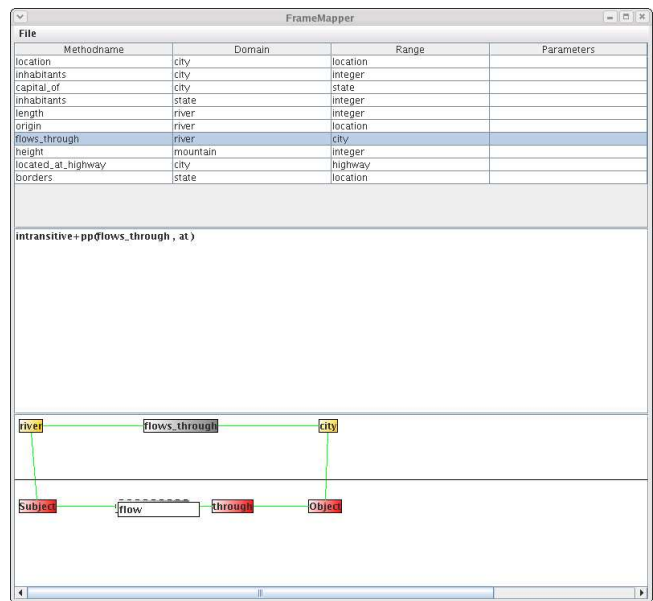 FrameMapper
File
Methodname Domain Range Parameters
location city location
inhabitants city integer
capital_of city state
inhabitants state integer
length river integer
origin river location
flows_through river city
height mountain integer
located_at_highway city highway
borders state location
intransitive+pp(flows_through , at )
river flows_through city
Subject flow through Object